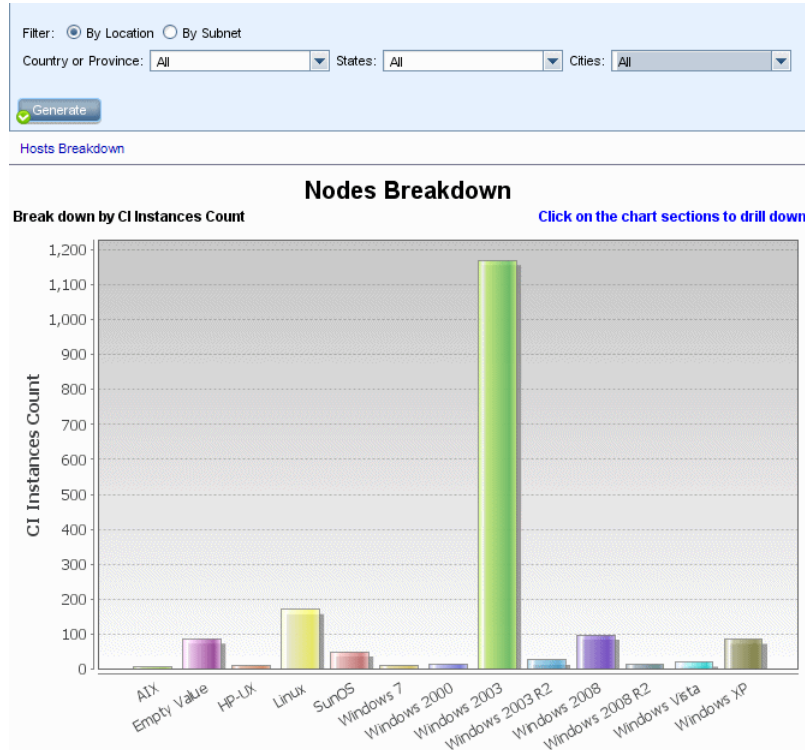 Filter: By Location By Subnet
Country or Province: All States: All Cities: All
Generate
Hosts Breakdown
Nodes Breakdown
Break down by CI Instances Count Click on the chart sections to drill down
CI Instances Count
1,200
1,100
1,000
900
800
700
600
500
400
300
200
100
0
AIX
Empty Value
HP-UX
Linux
SunOS
Windows 7
Windows 2000
Windows 2003
Windows 2003 R2
Windows 2008
Windows 2008 R2
Windows Vista
Windows XP